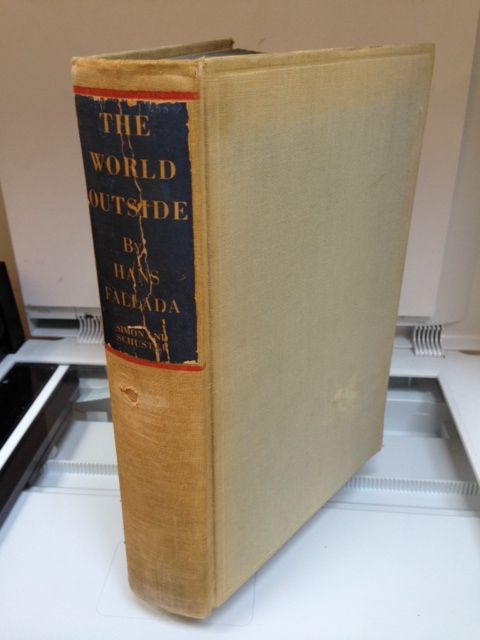 THE
WORLD
OUTSIDE
By
HANS
FALLADA
SIMON AND
SCHUSTER